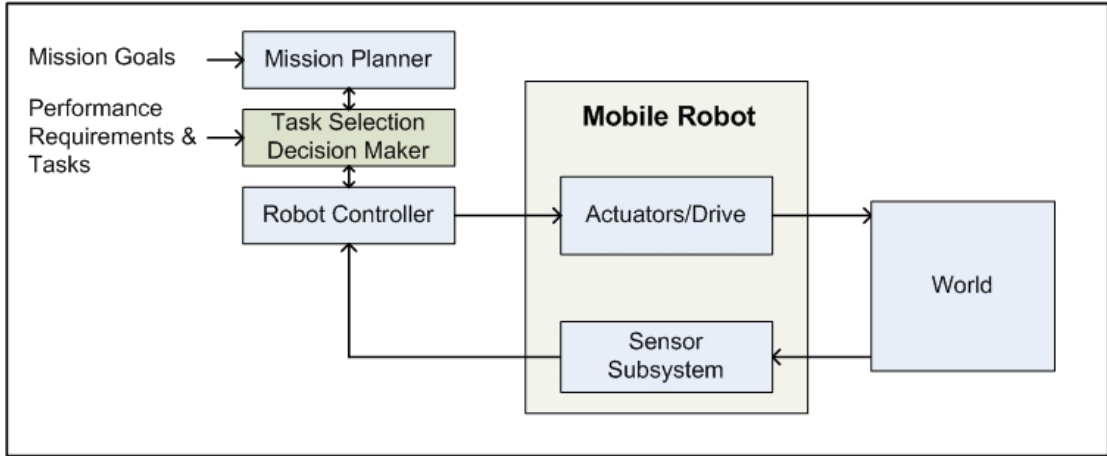 Mission Goals
Mission Planner
Performance
Requirements &
Tasks
Task Selection
Decision Maker
Robot Controller
Mobile Robot
Actuators/Drive
Sensor
Subsystem
World